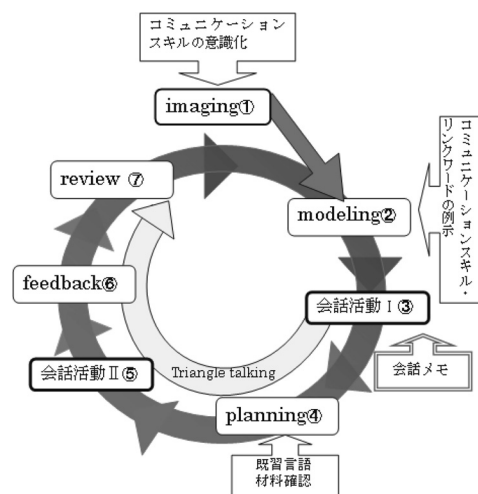 コミュニケーション
スキルの意識化
imaging①
review ⑦
modeling②
コミュニケーションスキル・
リンクワードの例示
feedback⑥
会話活動Ⅰ③
会話活動Ⅱ⑤
Triangle talking
会話メモ
planning④
既習言語
材料確認